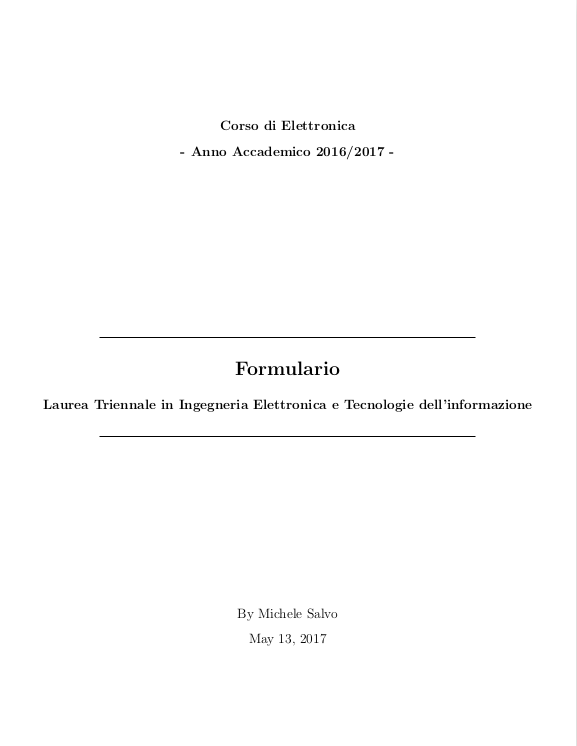 Corso di Elettronica
- Anno Accademico 2016/2017 -
Formulario
Laurea Triennale in Ingegneria Elettronica e Tecnologie dell'informazione
By Michele Salvo
May 13, 2017